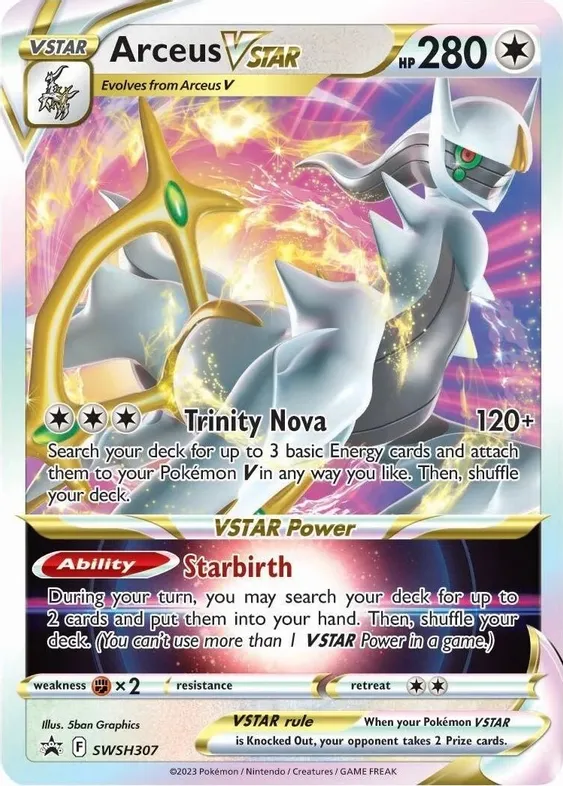 VSTAR Arceus VSTAR HP 280
Evolves from Arceus V
Trinity Nova 120+
Search your deck for up to 3 basic Energy cards and attach
them to your Pokémon V in any way you like. Then, shuffle
your deck.
VSTAR Power
Ability Starbirth
During your turn, you may search your deck for up to
2 cards and put them into your hand. Then, shuffle your
deck. (You can't use more than 1 VSTAR Power in a game.)
weakness ×2 resistance retreat
Illus. 5ban Graphics
VSTAR rule When your Pokémon VSTAR
is Knocked Out, your opponent takes 2 Prize cards.
F SWSH307
©2023 Pokémon / Nintendo / Creatures / GAME FREAK